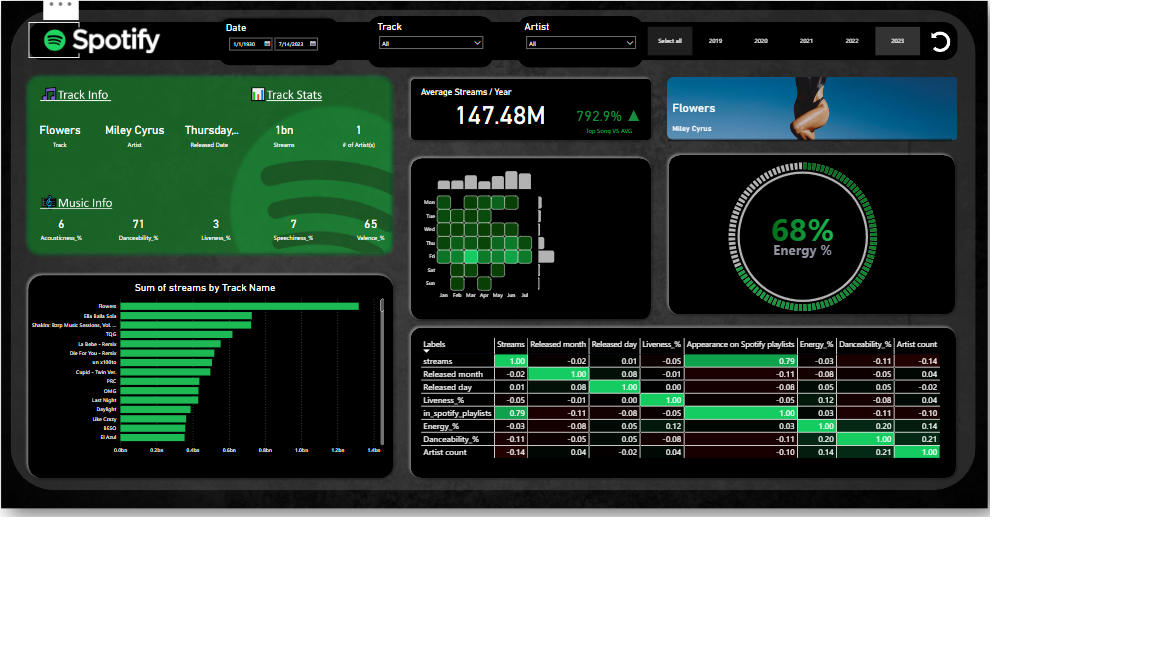 Spotify
Date
1/1/1930 7/14/2023
Track
All
Artist
All
Select all 2019 2020 2021 2022 2023
Track Info
Track Stats
Flowers Miley Cyrus Thursday,.. 1bn 1
Track Artist Released Date Streams # of Artist(s)
Music Info
6 71 3 7 65
Acousticness_% Danceability_% Liveness_% Speechiness_% Valence_%
Average Streams / Year
147.48M
792.9% ▲
Top Song VS AVG
Flowers
Miley Cyrus
Mon
Tue
Wed
Thu
Fri
Sat
Sun
Jan Feb Mar Apr May Jun Jul
68%
Energy %
Sum of streams by Track Name
Flowers
Ella Baila Sola
Shakira: Bzrp Music Sessions, Vol. ...
TQG
La Bebe - Remix
Die For You - Remix
un x100to
Cupid - Twin Ver.
PRC
OMG
Last Night
Daylight
Like Crazy
BESO
El Azul
0.0bn 0.2bn 0.4bn 0.6bn 0.8bn 1.0bn 1.2bn 1.4bn
Labels Streams Released month Released day Liveness_% Appearance on Spotify playlists Energy_% Danceability_% Artist count
streams 1.00 -0.02 0.01 -0.05 0.79 -0.03 -0.11 -0.14
Released month -0.02 1.00 0.08 -0.01 -0.11 -0.08 -0.05 0.04
Released day 0.01 0.08 1.00 0.00 -0.08 0.05 0.05 -0.02
Liveness_% -0.05 -0.01 0.00 1.00 -0.05 0.12 -0.08 0.04
in_spotify_playlists 0.79 -0.11 -0.08 -0.05 1.00 0.03 -0.11 -0.10
Energy_% -0.03 -0.08 0.05 0.12 0.03 1.00 0.20 0.14
Danceability_% -0.11 -0.05 0.05 -0.08 -0.11 0.20 1.00 0.21
Artist count -0.14 0.04 -0.02 0.04 -0.10 0.14 0.21 1.00